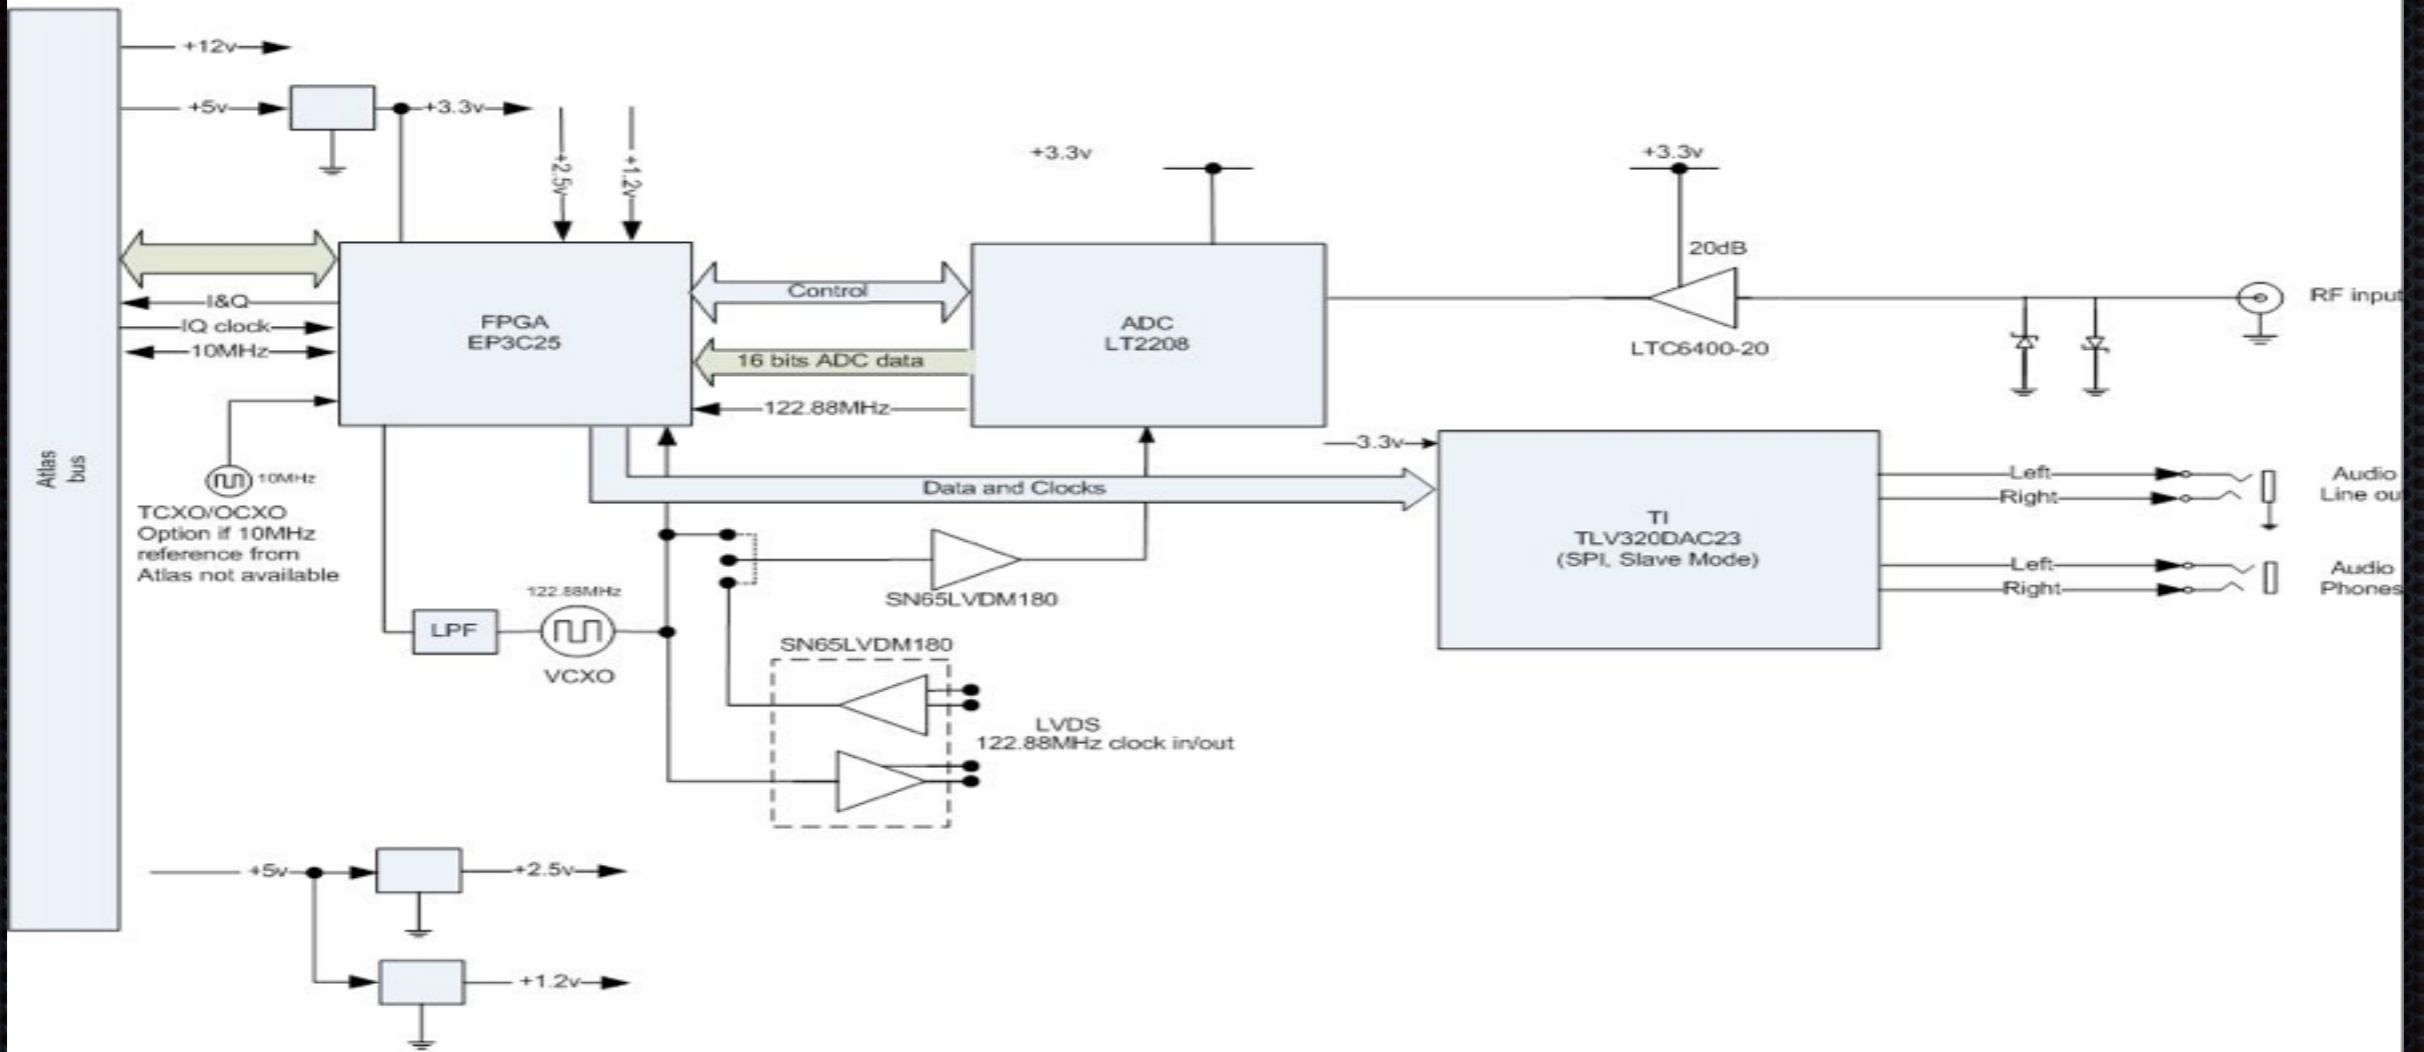 +12v
+5v
+3.3v
+2.5v
+1.2v
+3.3v
+3.3v
20dB
RF input
LTC6400-20
I&Q
IQ clock
10MHz
FPGA
EP3C25
Control
16 bits ADC data
122.88MHz
ADC
LT2208
Atlas
bus
10MHz
TCXO/OCXO
Option if 10MHz
reference from
Atlas not available
3.3v
Data and Clocks
TI
TLV320DAC23
(SPI, Slave Mode)
Left
Right
Audio
Line ou
Left
Right
Audio
Phones
SN65LVDM180
122.88MHz
LPF
VCXO
SN65LVDM180
LVDS
122.88MHz clock in/out
+5v
+2.5v
+1.2v